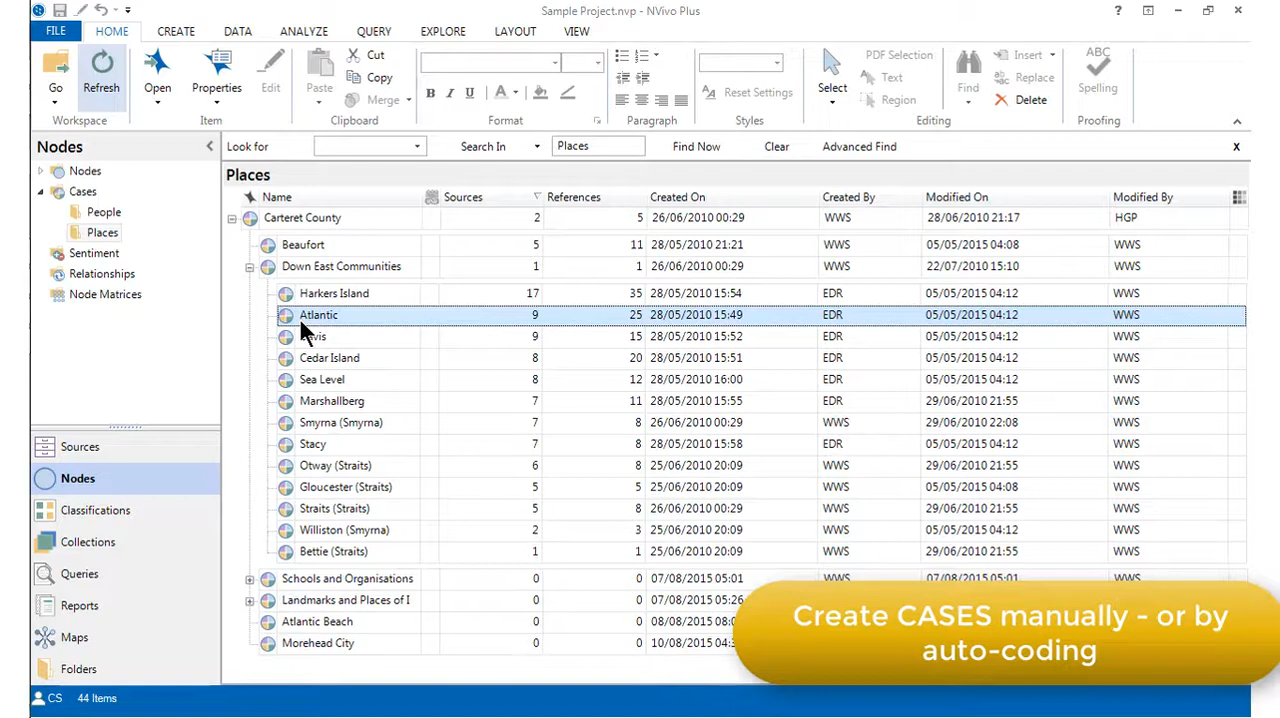 Sample Project.nvp - NVivo Plus
FILE HOME CREATE DATA ANALYZE QUERY EXPLORE LAYOUT VIEW
Go Refresh Open Properties Edit Paste Cut Copy Merge
B I U A
Select PDF Selection Text Region Find Insert Replace Delete ABC Spelling
Reset Settings
Workspace Item Clipboard Format Paragraph Styles Editing Proofing
Nodes
Look for Search In Places Find Now Clear Advanced Find x
Nodes
Cases
People
Places
Sentiment
Relationships
Node Matrices
Places
Name Sources References Created On Created By Modified On Modified By
Carteret County 2 5 26/06/2010 00:29 WWS 28/06/2010 21:17 HGP
Beaufort 5 11 28/05/2010 21:21 WWS 05/05/2015 04:08 WWS
Down East Communities 1 1 26/06/2010 00:29 WWS 22/07/2010 15:10 WWS
Harkers Island 17 35 28/05/2010 15:54 EDR 05/05/2015 04:12 WWS
Atlantic 9 25 28/05/2010 15:49 EDR 05/05/2015 04:12 WWS
9 15 28/05/2010 15:52 EDR 05/05/2015 04:12 WWS
Cedar Island 8 20 28/05/2010 15:51 EDR 05/05/2015 04:12 WWS
Sea Level 8 12 28/05/2010 16:00 EDR 05/05/2015 04:12 WWS
Marshallberg 7 11 28/05/2010 15:55 EDR 29/06/2010 21:55 WWS
Smyrna (Smyrna) 7 8 26/06/2010 00:29 WWS 29/06/2010 22:08 WWS
Stacy 7 8 28/05/2010 15:58 EDR 05/05/2015 04:12 WWS
Otway (Straits) 6 8 25/06/2010 20:09 WWS 29/06/2010 21:55 WWS
Gloucester (Straits) 5 5 25/06/2010 20:09 WWS 05/05/2015 04:08 WWS
Straits (Straits) 5 8 26/06/2010 00:29 WWS 29/06/2010 21:55 WWS
Williston (Smyrna) 2 3 25/06/2010 20:09 WWS 05/05/2015 04:12 WWS
Bettie (Straits) 1 1 25/06/2010 20:09 WWS 29/06/2010 21:55 WWS
Schools and Organisations 0 0 07/08/2015 05:01 WWS 07/08/2015 05:01 WWS
Landmarks and Places of I 0 0 07/08/2015 05:26
Atlantic Beach 0 0 08/08/2015
Morehead City 0 0 10/08/2015
Sources
Nodes
Classifications
Collections
Queries
Reports
Maps
Folders
Create CASES manually - or by
auto-coding
CS 44 Items